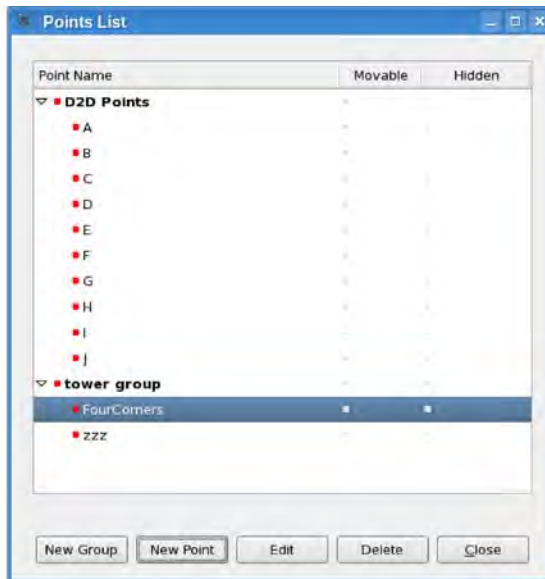 Points List
Point Name Movable Hidden
D2D Points
A
B
C
D
E
F
G
H
I
J
tower group
FourCorners
zzz
New Group New Point Edit Delete Close